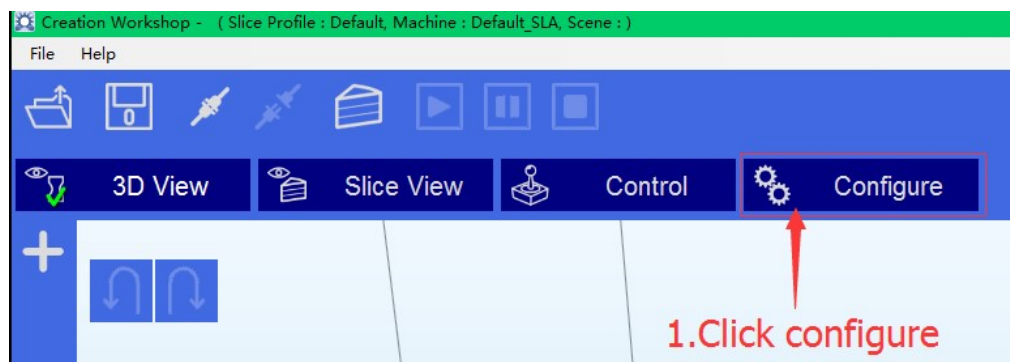 Creation Workshop - ( Slice Profile : Default, Machine : Default_SLA, Scene : )
File Help
0
3D View Slice View Control Configure
1.Click configure